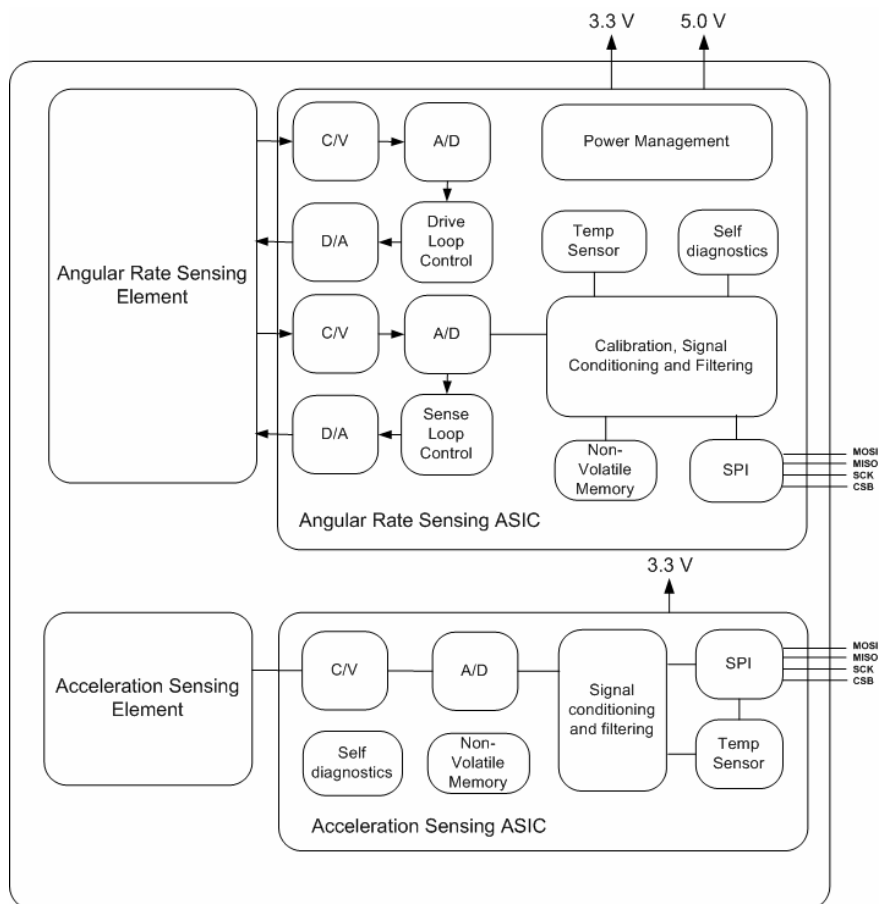 3.3 V
5.0 V
C/V
A/D
Power Management
D/A
Drive
Loop
Control
Temp
Sensor
Self
diagnostics
Angular Rate Sensing
Element
C/V
A/D
Calibration, Signal
Conditioning and Filtering
D/A
Sense
Loop
Control
Non-
Volatile
Memory
SPI
MOSI
MISO
SCK
CSB
Angular Rate Sensing ASIC
3.3 V
Acceleration Sensing
Element
C/V
A/D
Signal
conditioning
and filtering
SPI
MOSI
MISO
SCK
CSB
Self
diagnostics
Non-
Volatile
Memory
Temp
Sensor
Acceleration Sensing ASIC